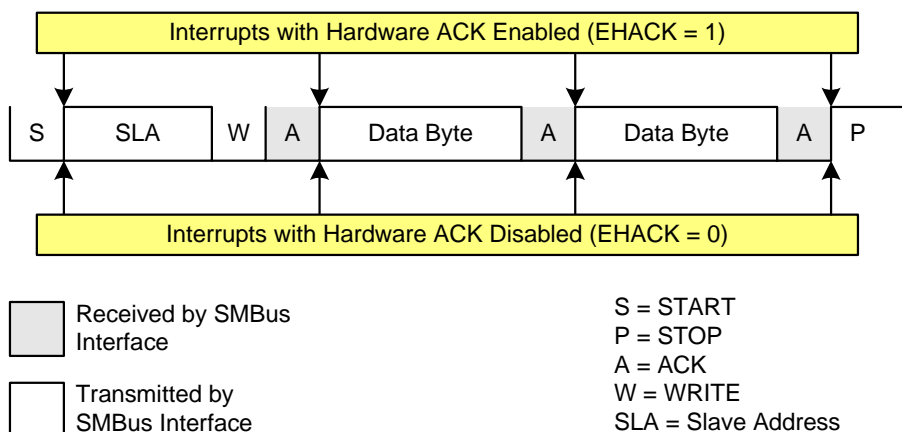 Interrupts with Hardware ACK Enabled (EHACK = 1)
S SLA W A Data Byte A Data Byte A P
Interrupts with Hardware ACK Disabled (EHACK = 0)
Received by SMBus
Interface
Transmitted by
SMBus Interface
S = START
P = STOP
A = ACK
W = WRITE
SLA = Slave Address